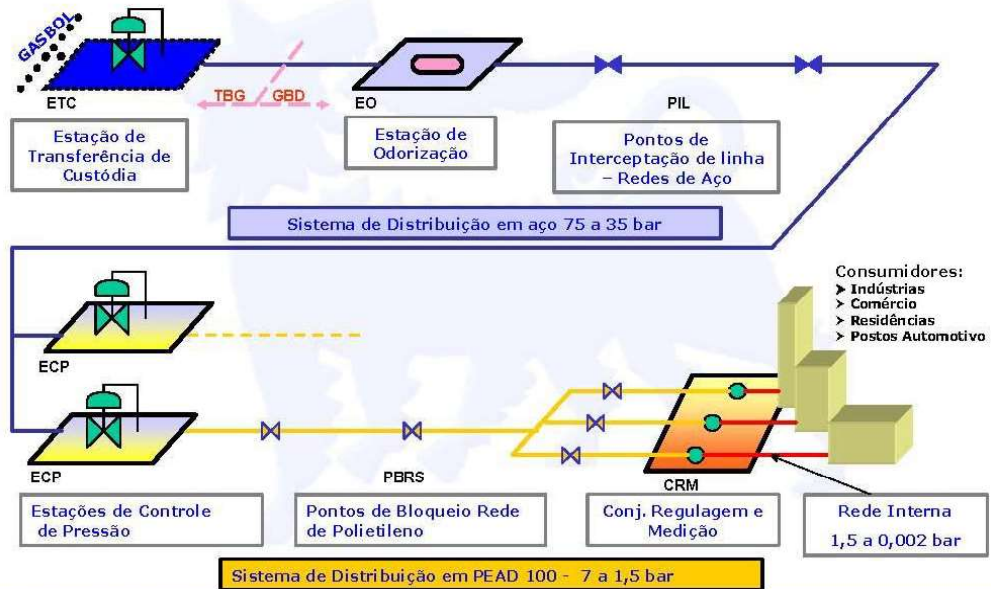 GASBOL
ETC
TBG
GBD
EO
PIL
Estação de
Transferência de
Custódia
Estação de
Odorização
Pontos de
Interceptação de linha
– Redes de Aço
Sistema de Distribuição em aço 75 a 35 bar
Consumidores:
Indústrias
Comércio
Residências
Postos Automotivo
ECP
ECP
PBRS
CRM
Estações de Controle
de Pressão
Pontos de Bloqueio Rede
de Polietileno
Conj. Regulagem e
Medição
Rede Interna
1,5 a 0,002 bar
Sistema de Distribuição em PEAD 100 - 7 a 1,5 bar